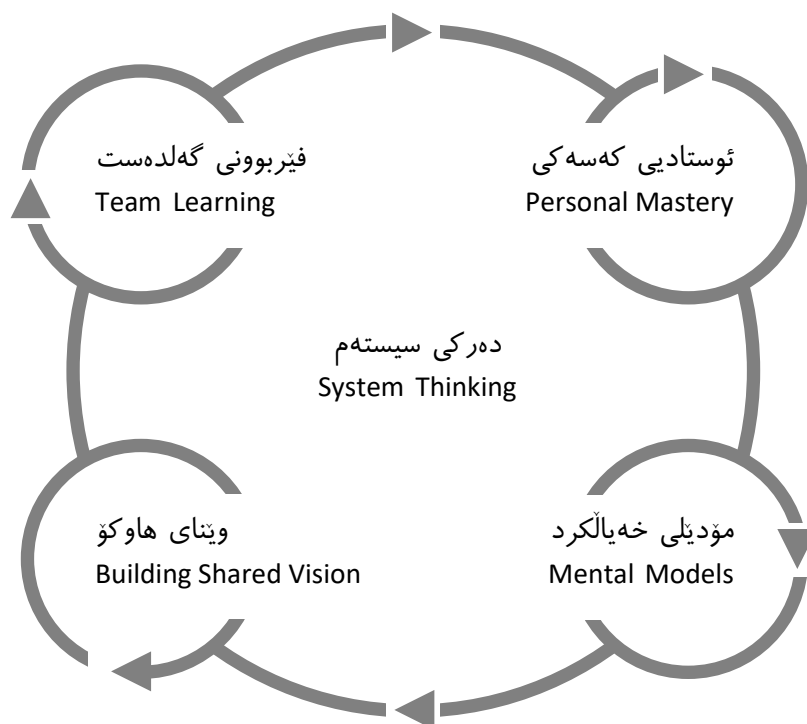 فێربوونی گەلدەست
Team Learning
ئوستادیی کەسەکی
Personal Mastery
دەرکی سیستەم
System Thinking
وێنای هاوکۆ
Building Shared Vision
مۆدێلی خەیاڵکرد
Mental Models